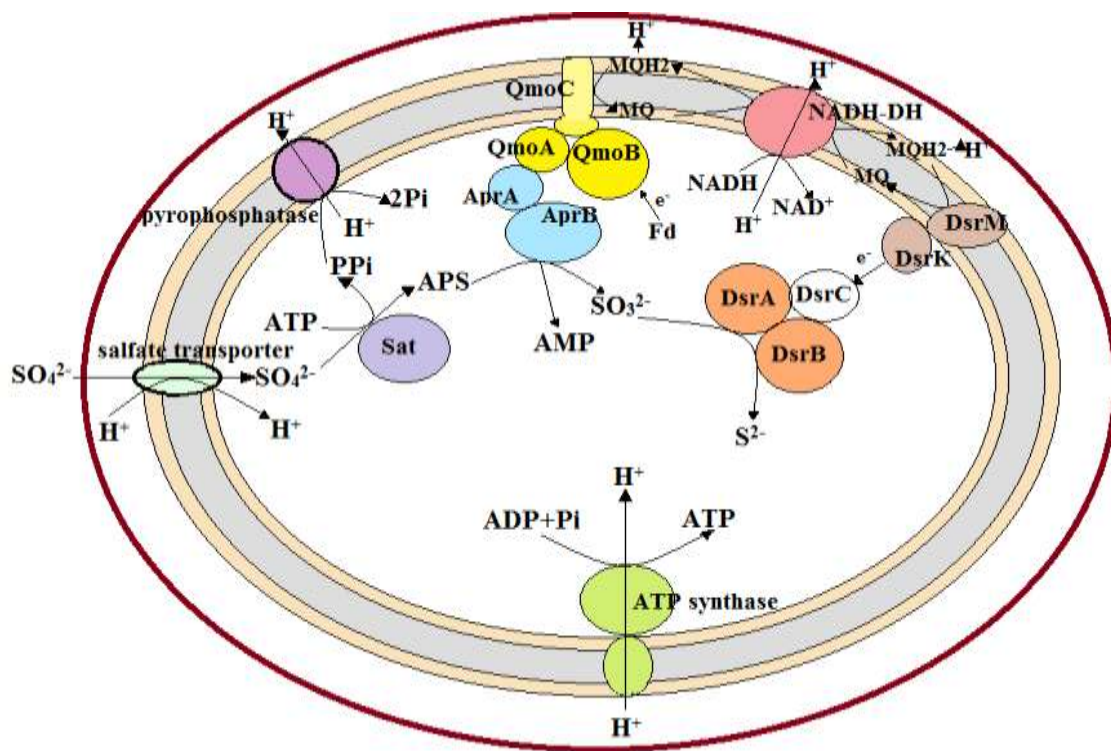 H⁺
MQH2
QmoC
H⁺
MQ
NADH-DH
H⁺
QmoA
QmoB
MQH2
H⁺
NADH
MQ
AprA
2Pi
NAD⁺
pyrophosphatase
AprB
e⁻
H⁺
H⁺
Fd
DsrM
DsrK
PPi
APS
e⁻
SO₃²⁻
DsrA
DsrC
ATP
AMP
Sat
DsrB
salfate transporter
SO₄²⁻
SO₄²⁻
H⁺
H⁺
S²⁻
H⁺
ADP+Pi
ATP
ATP synthase
H⁺